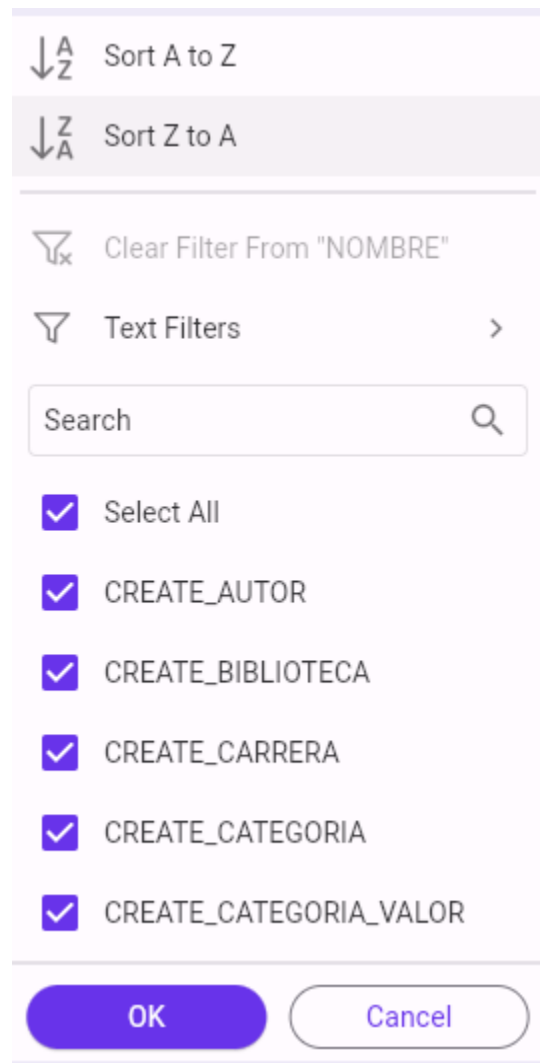 Sort A to Z
Sort Z to A
Clear Filter From "NOMBRE"
Text Filters
Search
Select All
CREATE_AUTOR
CREATE_BIBLIOTECA
CREATE_CARRERA
CREATE_CATEGORIA
CREATE_CATEGORIA_VALOR
OK Cancel